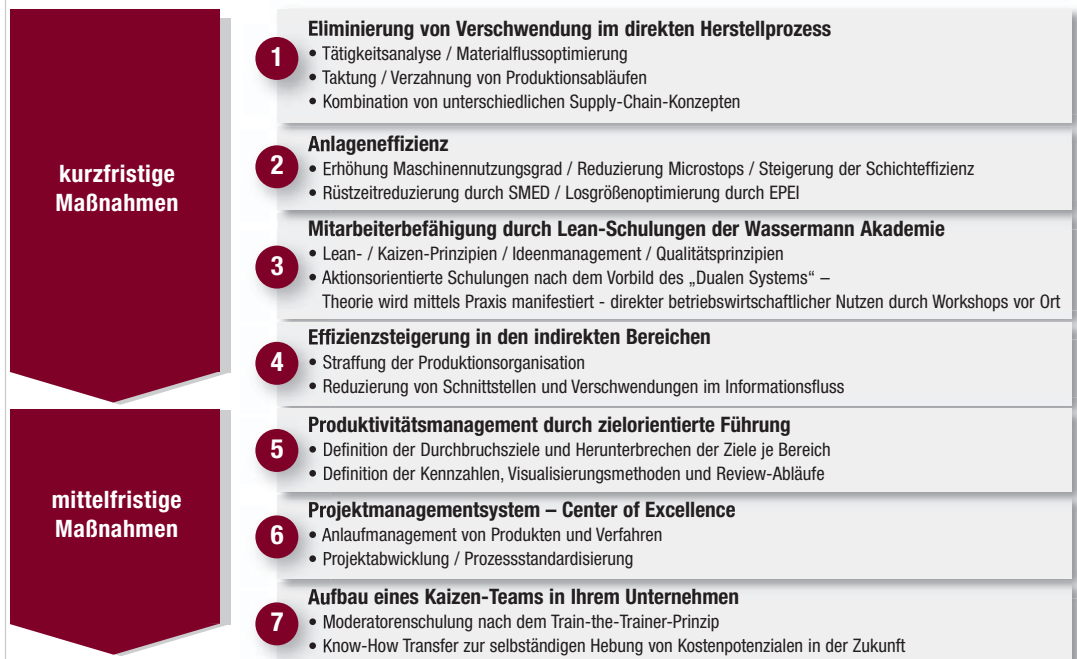 kurzfristige
Maßnahmen
1
Eliminierung von Verschwendung im direkten Herstellprozess
• Tätigkeitsanalyse / Materialflussoptimierung
• Taktung / Verzahnung von Produktionsabläufen
• Kombination von unterschiedlichen Supply-Chain-Konzepten
2
Anlageneffizienz
• Erhöhung Maschinennutzungsgrad / Reduzierung Microstops / Steigerung der Schichteffizienz
• Rüstzeitreduzierung durch SMED / Losgrößenoptimierung durch EPEI
3
Mitarbeiterbefähigung durch Lean-Schulungen der Wassermann Akademie
• Lean- / Kaizen-Prinzipien / Ideenmanagement / Qualitätsprinzipien
• Aktionsorientierte Schulungen nach dem Vorbild des „Dualen Systems“ –
Theorie wird mittels Praxis manifestiert - direkter betriebswirtschaftlicher Nutzen durch Workshops vor Ort
4
Effizienzsteigerung in den indirekten Bereichen
• Straffung der Produktionsorganisation
• Reduzierung von Schnittstellen und Verschwendungen im Informationsfluss
mittelfristige
Maßnahmen
5
Produktivitätsmanagement durch zielorientierte Führung
• Definition der Durchbruchsziele und Herunterbrechen der Ziele je Bereich
• Definition der Kennzahlen, Visualisierungsmethoden und Review-Abläufe
6
Projektmanagementsystem – Center of Excellence
• Anlaufmanagement von Produkten und Verfahren
• Projektabwicklung / Prozessstandardisierung
7
Aufbau eines Kaizen-Teams in Ihrem Unternehmen
• Moderatorenschulung nach dem Train-the-Trainer-Prinzip
• Know-How Transfer zur selbständigen Hebung von Kostenpotenzialen in der Zukunft